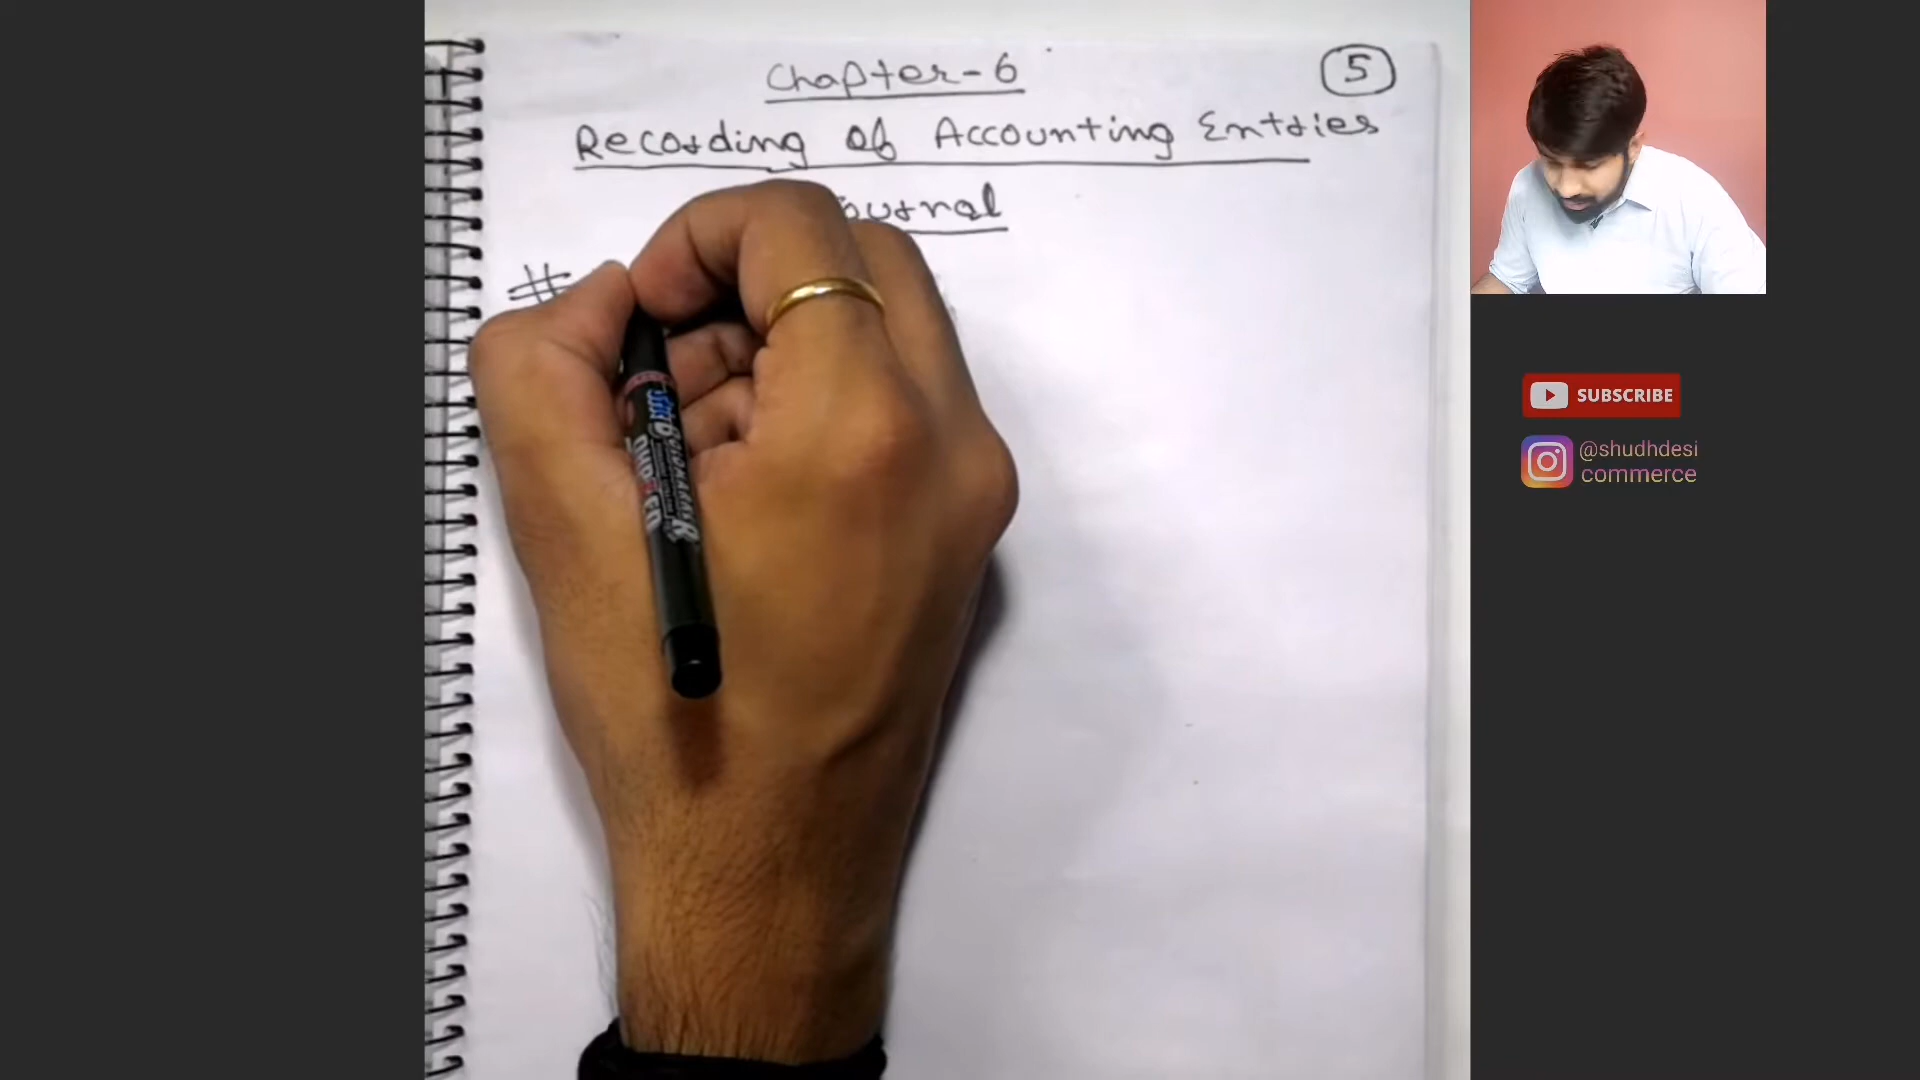 Chapter-6
5
Recording of Accounting Entries
#
SUBSCRIBE
@shudhdesi
commerce